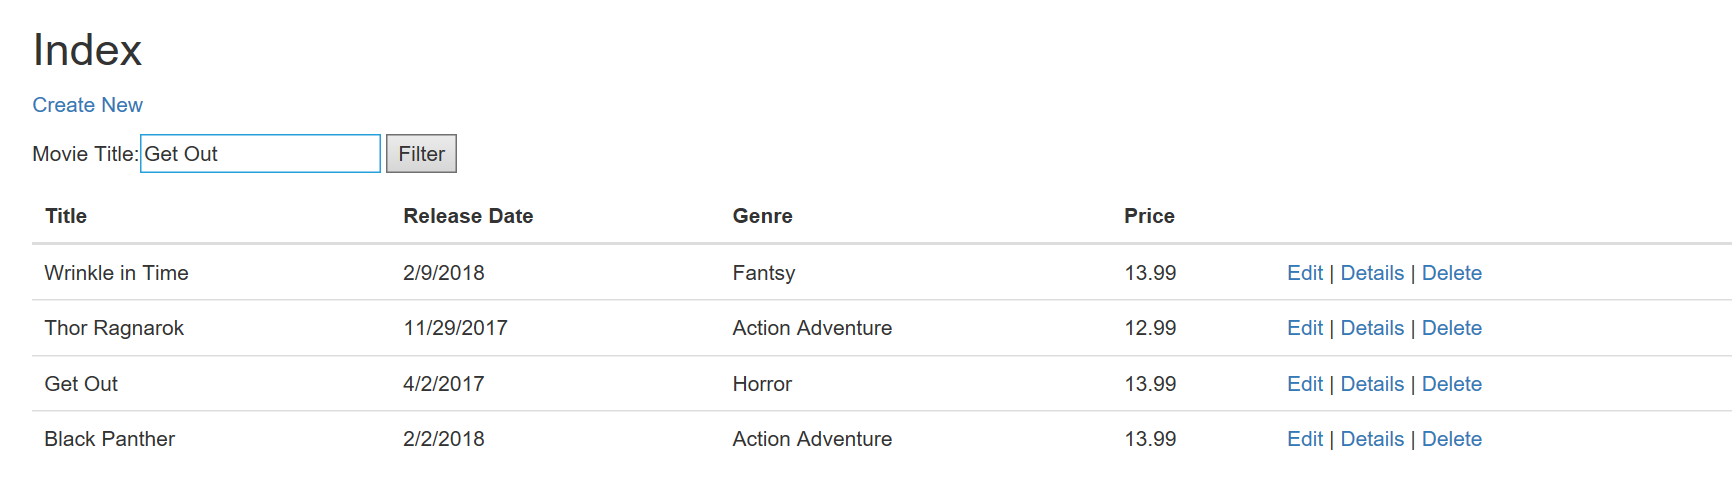 Index
Create New
Movie Title: Get Out Filter
Title Release Date Genre Price
Wrinkle in Time 2/9/2018 Fantsy 13.99 Edit | Details | Delete
Thor Ragnarok 11/29/2017 Action Adventure 12.99 Edit | Details | Delete
Get Out 4/2/2017 Horror 13.99 Edit | Details | Delete
Black Panther 2/2/2018 Action Adventure 13.99 Edit | Details | Delete